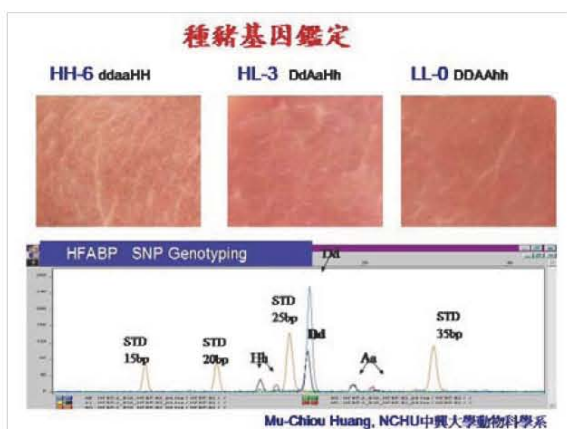 種豬基因鑑定
HH-6 ddaaHH
HL-3 DdAaHh
LL-0 DDAAhh
HFABP SNP Genotyping
Dd
STD
15bp
STD
20bp
Hh
STD
25bp
Dd
Aa
STD
35bp
Mu-Chiou Huang, NCHU中興大學動物科學系